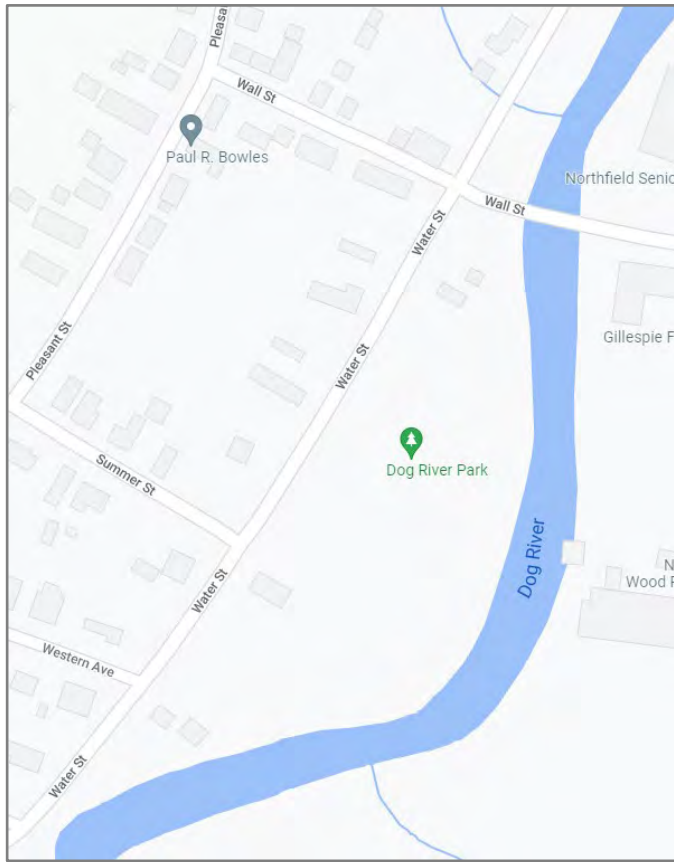 Pleasant
Wall St
Paul R. Bowles
Northfield Senio
Wall St
Water St
Gillespie F
Pleasant St
Water St
Dog River Park
Summer St
Dog River
N
Wood P
Water St
Western Ave
Water St